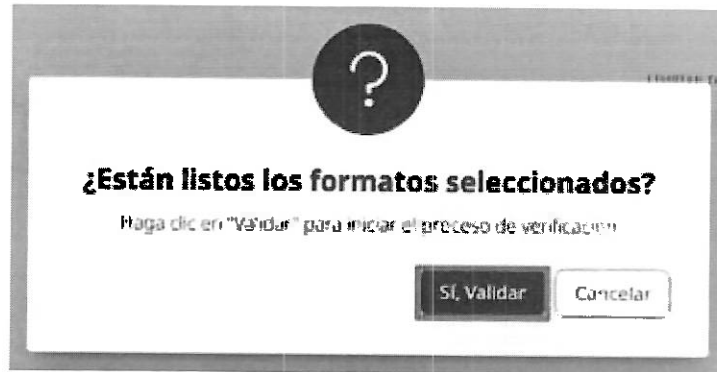 ?
¿Están listos los formatos seleccionados?
Haga clic en "Validar" para iniciar el proceso de verificación
Sí, Validar
Cancelar